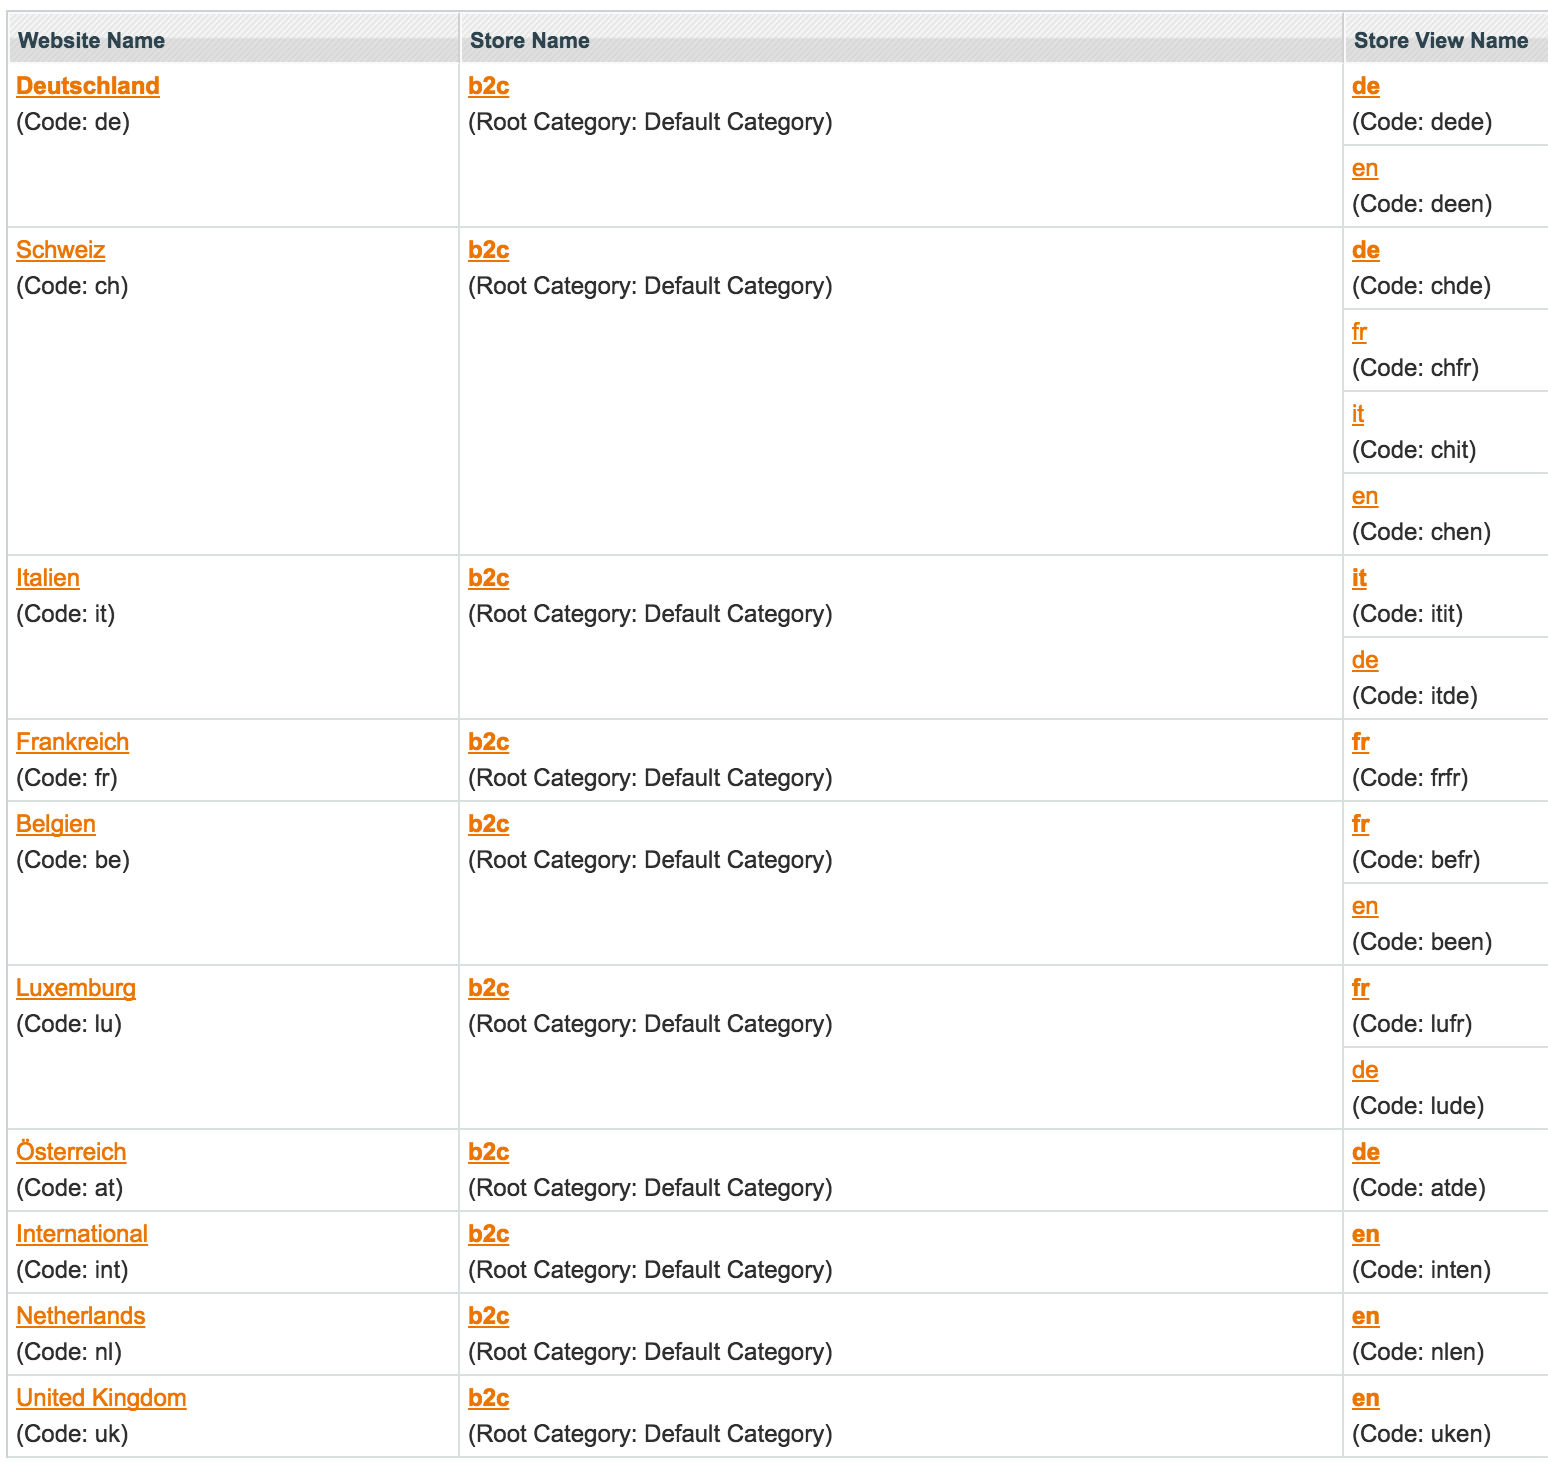 Website Name Store Name Store View Name
Deutschland b2c de
(Code: de) (Root Category: Default Category) (Code: dede)
en
(Code: deen)
Schweiz b2c de
(Code: ch) (Root Category: Default Category) (Code: chde)
fr
(Code: chfr)
it
(Code: chit)
en
(Code: chen)
Italien b2c it
(Code: it) (Root Category: Default Category) (Code: itit)
de
(Code: itde)
Frankreich b2c fr
(Code: fr) (Root Category: Default Category) (Code: frfr)
Belgien b2c fr
(Code: be) (Root Category: Default Category) (Code: befr)
en
(Code: been)
Luxemburg b2c fr
(Code: lu) (Root Category: Default Category) (Code: lufr)
de
(Code: lude)
Österreich b2c de
(Code: at) (Root Category: Default Category) (Code: atde)
International b2c en
(Code: int) (Root Category: Default Category) (Code: inten)
Netherlands b2c en
(Code: nl) (Root Category: Default Category) (Code: nlen)
United Kingdom b2c en
(Code: uk) (Root Category: Default Category) (Code: uken)